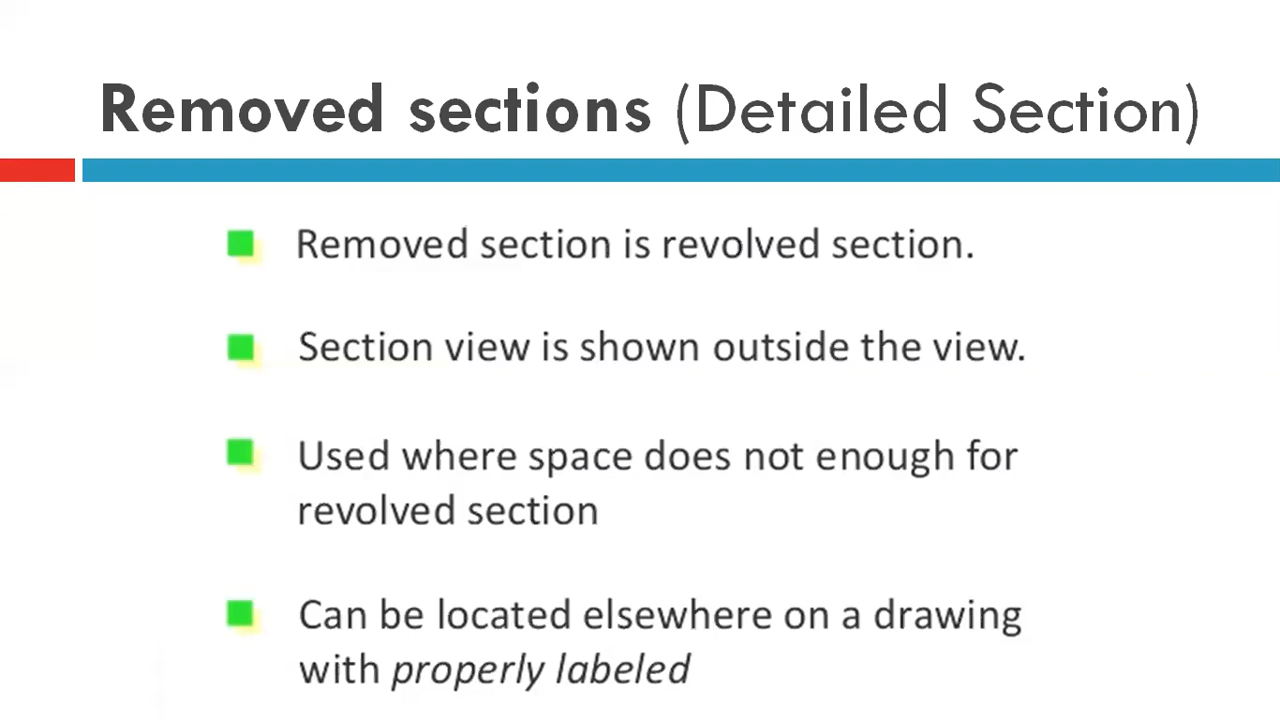 Removed sections (Detailed Section)
Removed section is revolved section.
Section view is shown outside the view.
Used where space does not enough for
revolved section
Can be located elsewhere on a drawing
with properly labeled